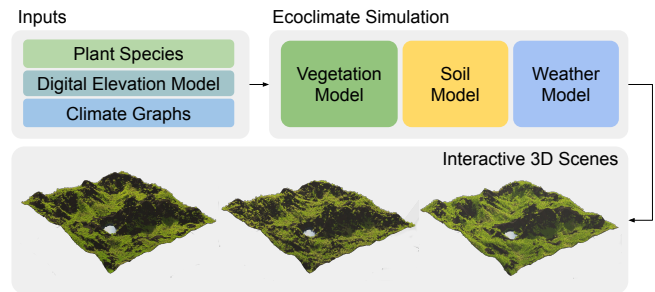 Inputs
Ecoclimate Simulation
Plant Species
Digital Elevation Model
Climate Graphs
Vegetation
Model
Soil
Model
Weather
Model
Interactive 3D Scenes